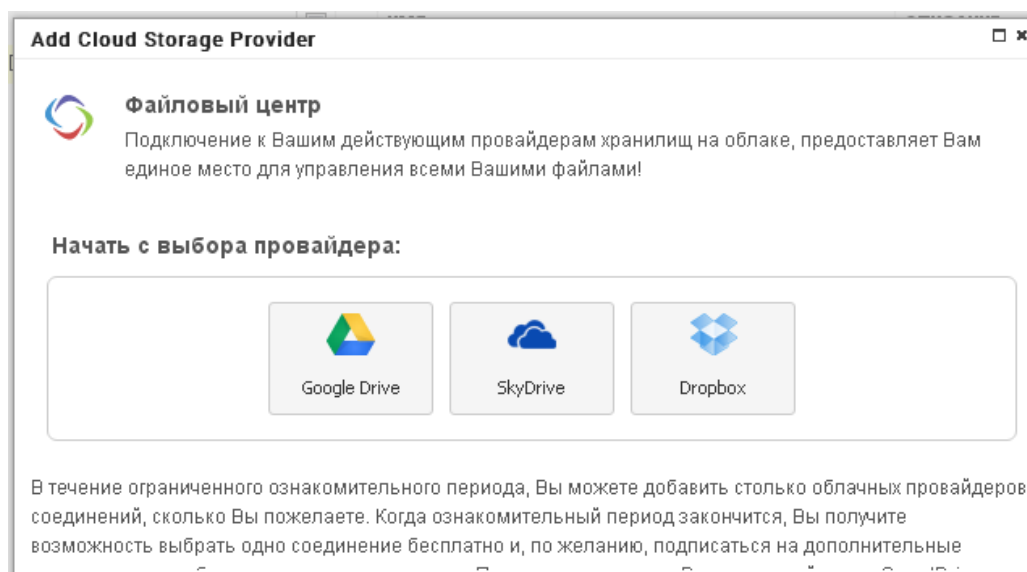 Add Cloud Storage Provider
Файловый центр
Подключение к Вашим действующим провайдерам хранилищ на облаке, предоставляет Вам
единое место для управления всеми Вашими файлами!
Начать с выбора провайдера:
Google Drive
SkyDrive
Dropbox
В течение ограниченного ознакомительного периода, Вы можете добавить столько облачных провайдеров
соединений, сколько Вы пожелаете. Когда ознакомительный период закончится, Вы получите
возможность выбрать одно соединение бесплатно и, по желанию, подписаться на дополнительные